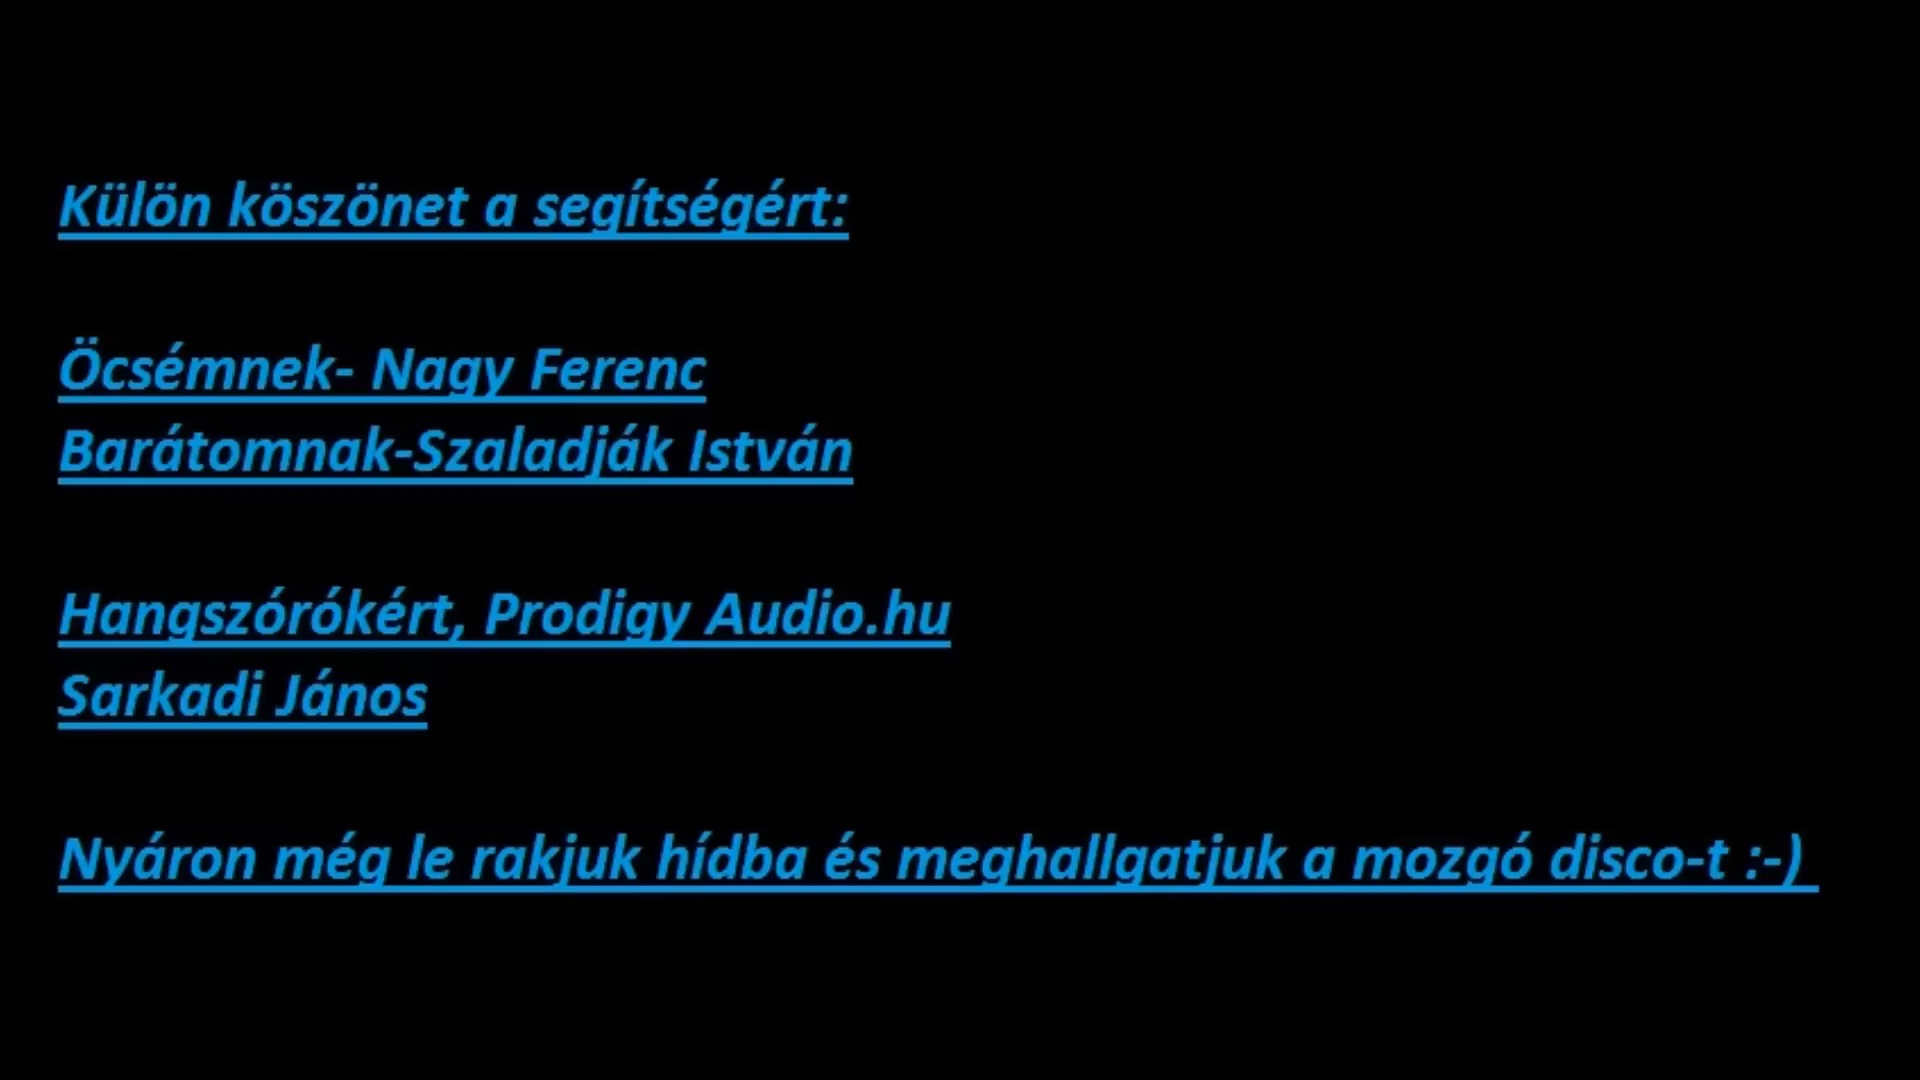 Külön köszönet a segítségért:
Öcsémnek- Nagy Ferenc
Barátomnak-Szaladják István
Hangszórókért, Prodigy Audio.hu
Sarkadi János
Nyáron még le rakjuk hídba és meghallgatjuk a mozgó disco-t :-)